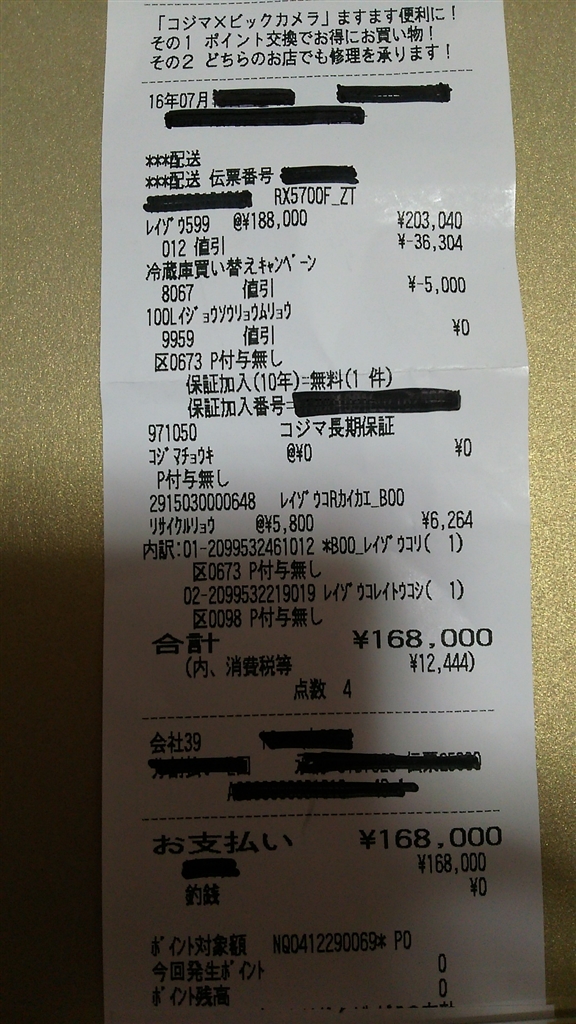 「コジマ×ビックカメラ」ますます便利に!
その1 ポイント交換でお得にお買い物!
その2 どちらのお店でも修理を承ります!
16年07月
***配送
***配送 伝票番号
RX5700F_ZT
レイゾウ599 @¥188,000 ¥203,040
012 値引 ¥-36,304
冷蔵庫買い替えキャンペーン
8067 値引 ¥-5,000
100Lイジョウソウリョウムリョウ
9959 値引 ¥0
区0673 P付与無し
保証加入(10年)=無料(1 件)
保証加入番号=
971050 コジマ長期保証
コジマチョウキ @¥0 ¥0
P付与無し
2915030000648 レイゾウコRカイカエ_B00
リサイクルリョウ @¥5,800 ¥6,264
内訳:01-2099532461012 *B00_レイゾウコリ( 1)
区0673 P付与無し
02-2099532219019 レイゾウコレイトウコシ( 1)
区0098 P付与無し
合計 ¥168,000
(内、消費税等 ¥12,444)
点数 4
会社39
お支払い ¥168,000
¥168,000
釣銭 ¥0
ポイント対象額 NQ0412290069* P0
今回発生ポイント 0
ポイント残高 0